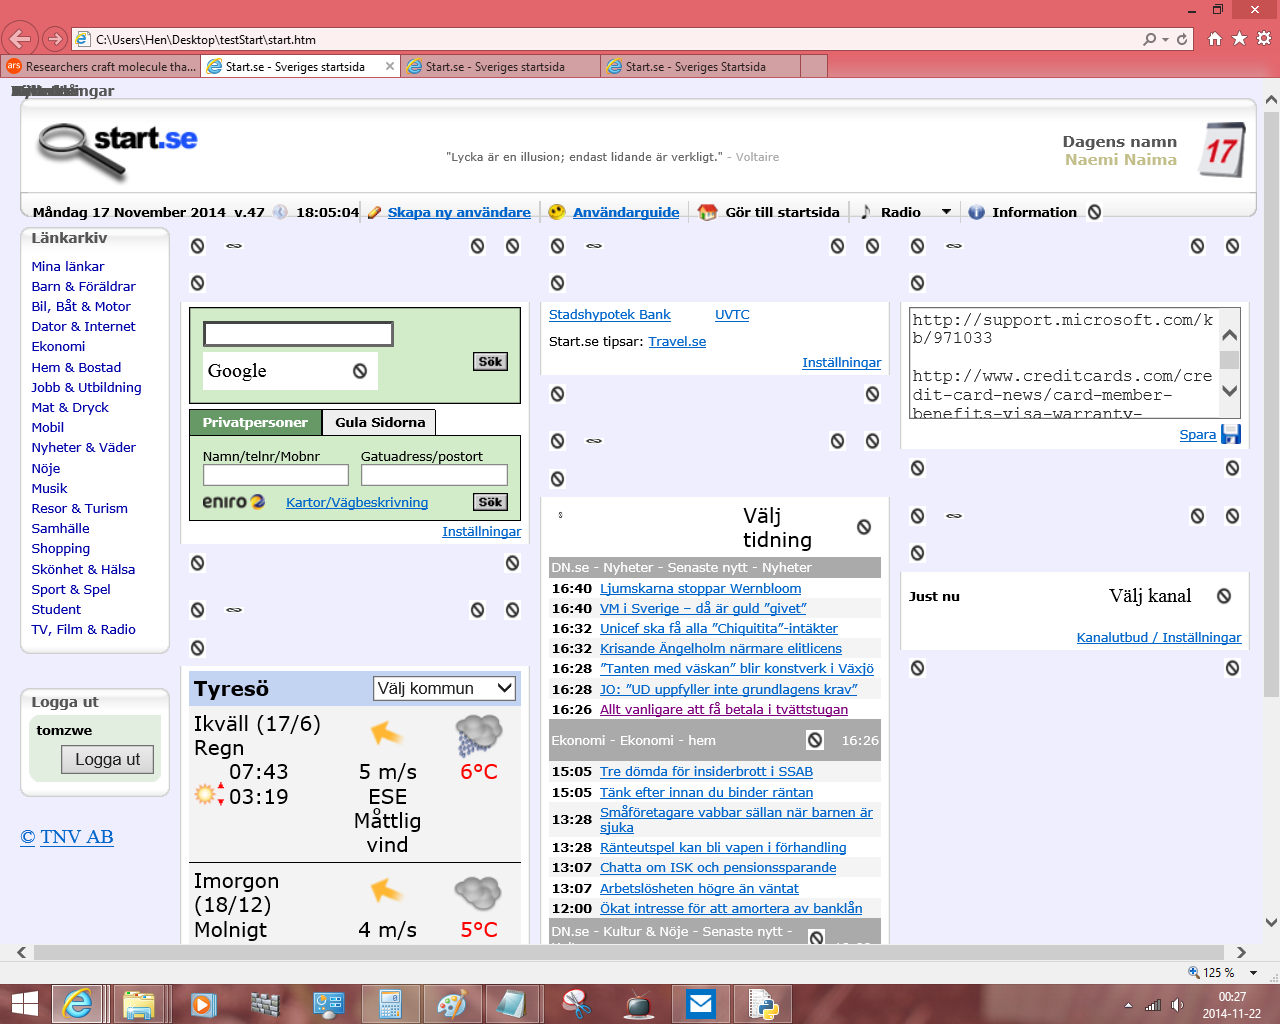 C:\Users\Hen\Desktop\testStart\start.htm
ars Researchers craft molecule tha...
Start.se - Sveriges startsida
Start.se - Sveriges startsida
Start.se - Sveriges Startsida
start.se
"Lycka är en illusion; endast lidande är verkligt." - Voltaire
Dagens namn
Naemi Naima
17
Måndag 17 November 2014 v.47 18:05:04
Skapa ny användare
Användarguide
Gör till startsida
Radio
Information
Länkarkiv
Mina länkar
Barn & Föräldrar
Bil, Båt & Motor
Dator & Internet
Ekonomi
Hem & Bostad
Jobb & Utbildning
Mat & Dryck
Mobil
Nyheter & Väder
Nöje
Musik
Resor & Turism
Samhälle
Shopping
Skönhet & Hälsa
Sport & Spel
Student
TV, Film & Radio
Logga ut
tomzwe
Logga ut
© TNV AB
Google
Sök
Privatpersoner
Gula Sidorna
Namn/telnr/Mobnr
Gatuadress/postort
eniro
Kartor/Vägbeskrivning
Sök
Inställningar
Tyresö
Välj kommun
Ikväll (17/6)
Regn
07:43
03:19
5 m/s
ESE
Måttlig
vind
6°C
Imorgon
(18/12)
Molnigt
4 m/s
5°C
Stadshypotek Bank
UVTC
Start.se tipsar: Travel.se
Inställningar
Välj
tidning
DN.se - Nyheter - Senaste nytt - Nyheter
16:40 Ljumskarna stoppar Wernbloom
16:40 VM i Sverige – då är guld ”givet”
16:32 Unicef ska få alla ”Chiquitita”-intäkter
16:32 Krisande Ängelholm närmare elitlicens
16:28 ”Tanten med väskan” blir konstverk i Växjö
16:28 JO: ”UD uppfyller inte grundlagens krav”
16:26 Allt vanligare att få betala i tvättstugan
Ekonomi - Ekonomi - hem 16:26
15:05 Tre dömda för insiderbrott i SSAB
15:05 Tänk efter innan du binder räntan
13:28 Småföretagare vabbar sällan när barnen är
sjuka
13:28 Ränteutspel kan bli vapen i förhandling
13:07 Chatta om ISK och pensionssparande
13:07 Arbetslösheten högre än väntat
12:00 Ökat intresse för att amortera av banklån
DN.se - Kultur & Nöje - Senaste nytt -
http://support.microsoft.com/k
b/971033
http://www.creditcards.com/cre
dit-card-news/card-member-
benefits-visa-warranty-
Spara
Just nu
Välj kanal
Kanalutbud / Inställningar
125 %
00:27
2014-11-22